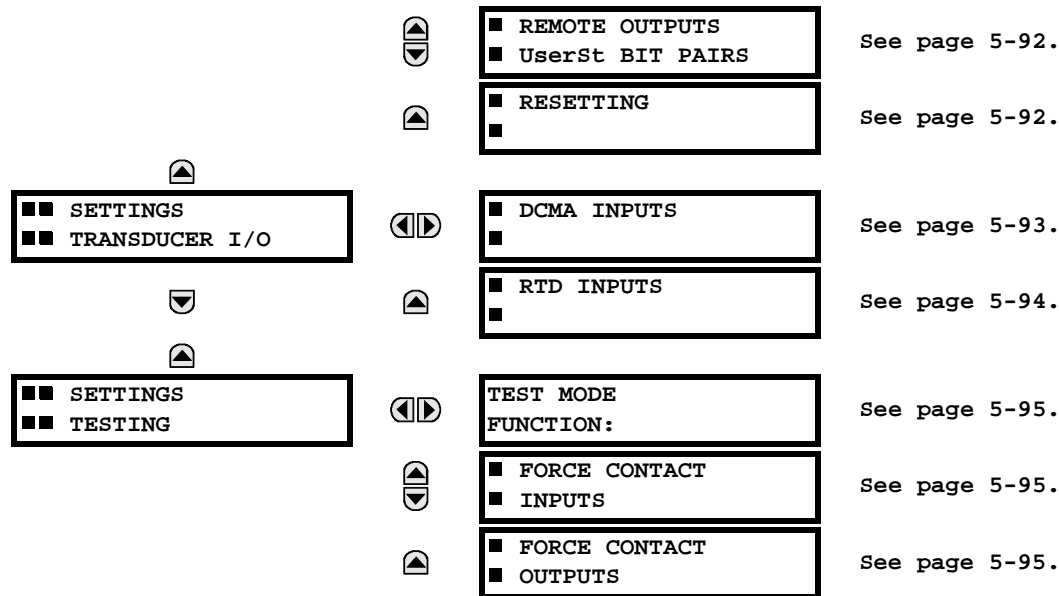 REMOTE OUTPUTS
UserSt BIT PAIRS
See page 5-92.
RESETTING
See page 5-92.
SETTINGS
TRANSDUCER I/O
DCMA INPUTS
See page 5-93.
RTD INPUTS
See page 5-94.
SETTINGS
TESTING
TEST MODE
FUNCTION:
See page 5-95.
FORCE CONTACT
INPUTS
See page 5-95.
FORCE CONTACT
OUTPUTS
See page 5-95.